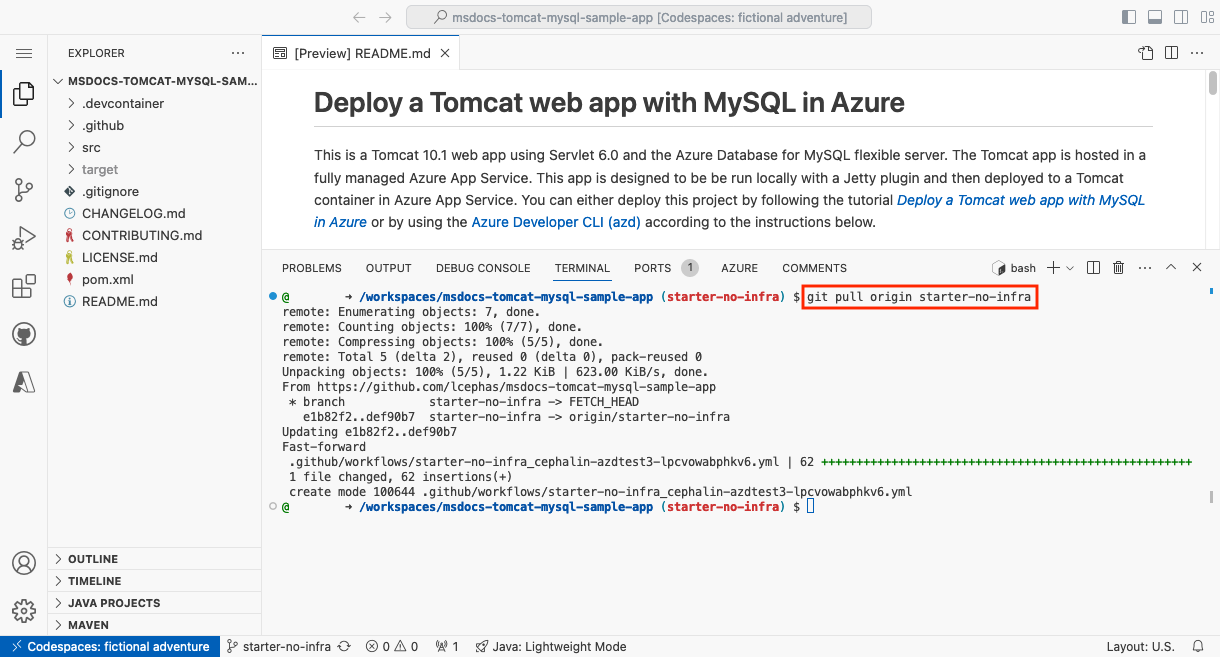 msdocs-tomcat-mysql-sample-app [Codespaces: fictional adventure]
EXPLORER
MSDOCS-TOMCAT-MYSQL-SAM...
.devcontainer
.github
src
target
.gitignore
CHANGELOG.md
CONTRIBUTING.md
LICENSE.md
pom.xml
README.md
OUTLINE
TIMELINE
JAVA PROJECTS
MAVEN
[Preview] README.md
Deploy a Tomcat web app with MySQL in Azure
This is a Tomcat 10.1 web app using Servlet 6.0 and the Azure Database for MySQL flexible server. The Tomcat app is hosted in a
fully managed Azure App Service. This app is designed to be be run locally with a Jetty plugin and then deployed to a Tomcat
container in Azure App Service. You can either deploy this project by following the tutorial Deploy a Tomcat web app with MySQL
in Azure or by using the Azure Developer CLI (azd) according to the instructions below.
PROBLEMS OUTPUT DEBUG CONSOLE TERMINAL PORTS 1 AZURE COMMENTS bash
@ → /workspaces/msdocs-tomcat-mysql-sample-app (starter-no-infra) $ git pull origin starter-no-infra
remote: Enumerating objects: 7, done.
remote: Counting objects: 100% (7/7), done.
remote: Compressing objects: 100% (5/5), done.
remote: Total 5 (delta 2), reused 0 (delta 0), pack-reused 0
Unpacking objects: 100% (5/5), 1.22 KiB | 623.00 KiB/s, done.
From https://github.com/lcephas/msdocs-tomcat-mysql-sample-app
* branch starter-no-infra -> FETCH_HEAD
e1b82f2..def90b7 starter-no-infra -> origin/starter-no-infra
Updating e1b82f2..def90b7
Fast-forward
.github/workflows/starter-no-infra_cephalin-azdtest3-lpcvowabphkv6.yml | 62 +++++++++++++++++++++++++++++++++++++++++++++++++++++
1 file changed, 62 insertions(+)
create mode 100644 .github/workflows/starter-no-infra_cephalin-azdtest3-lpcvowabphkv6.yml
@ → /workspaces/msdocs-tomcat-mysql-sample-app (starter-no-infra) $
Codespaces: fictional adventure starter-no-infra 0 0 1 Java: Lightweight Mode Layout: U.S.